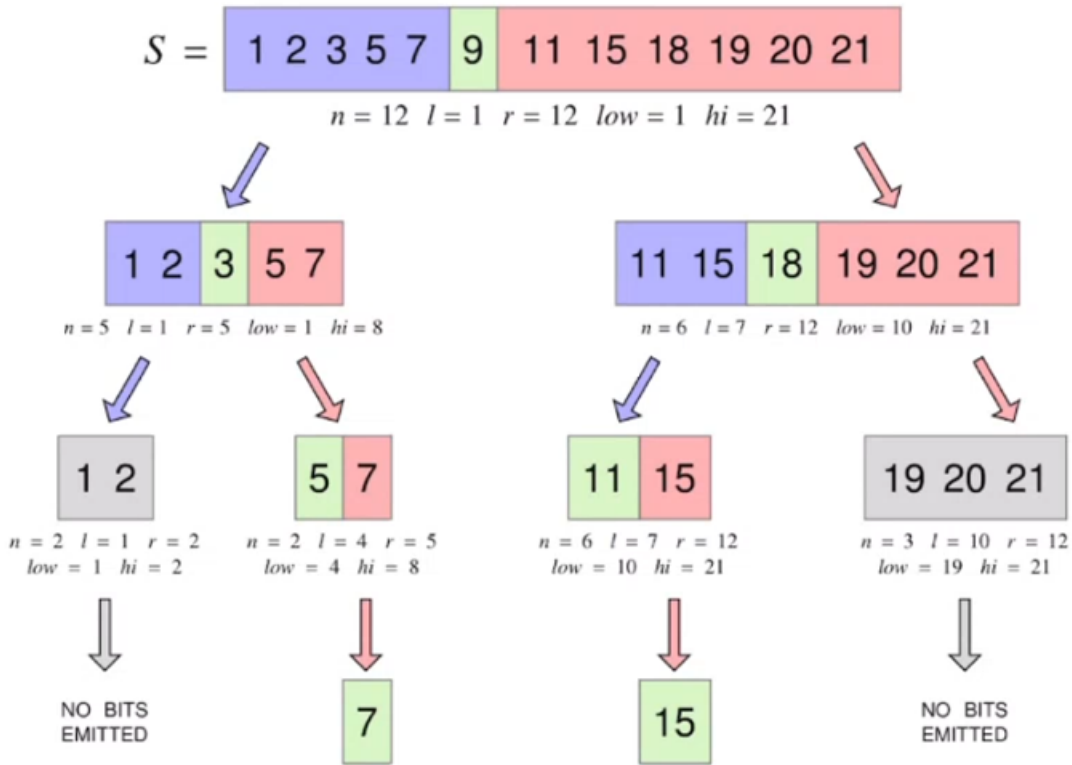 S = 1 2 3 5 7 9 11 15 18 19 20 21
n = 12 l = 1 r = 12 low = 1 hi = 21
1 2 3 5 7
n = 5 l = 1 r = 5 low = 1 hi = 8
11 15 18 19 20 21
n = 6 l = 7 r = 12 low = 10 hi = 21
1 2
n = 2 l = 1 r = 2
low = 1 hi = 2
5 7
n = 2 l = 4 r = 5
low = 4 hi = 8
11 15
n = 6 l = 7 r = 12
low = 10 hi = 21
19 20 21
n = 3 l = 10 r = 12
low = 19 hi = 21
NO BITS
EMITTED
7
15
NO BITS
EMITTED